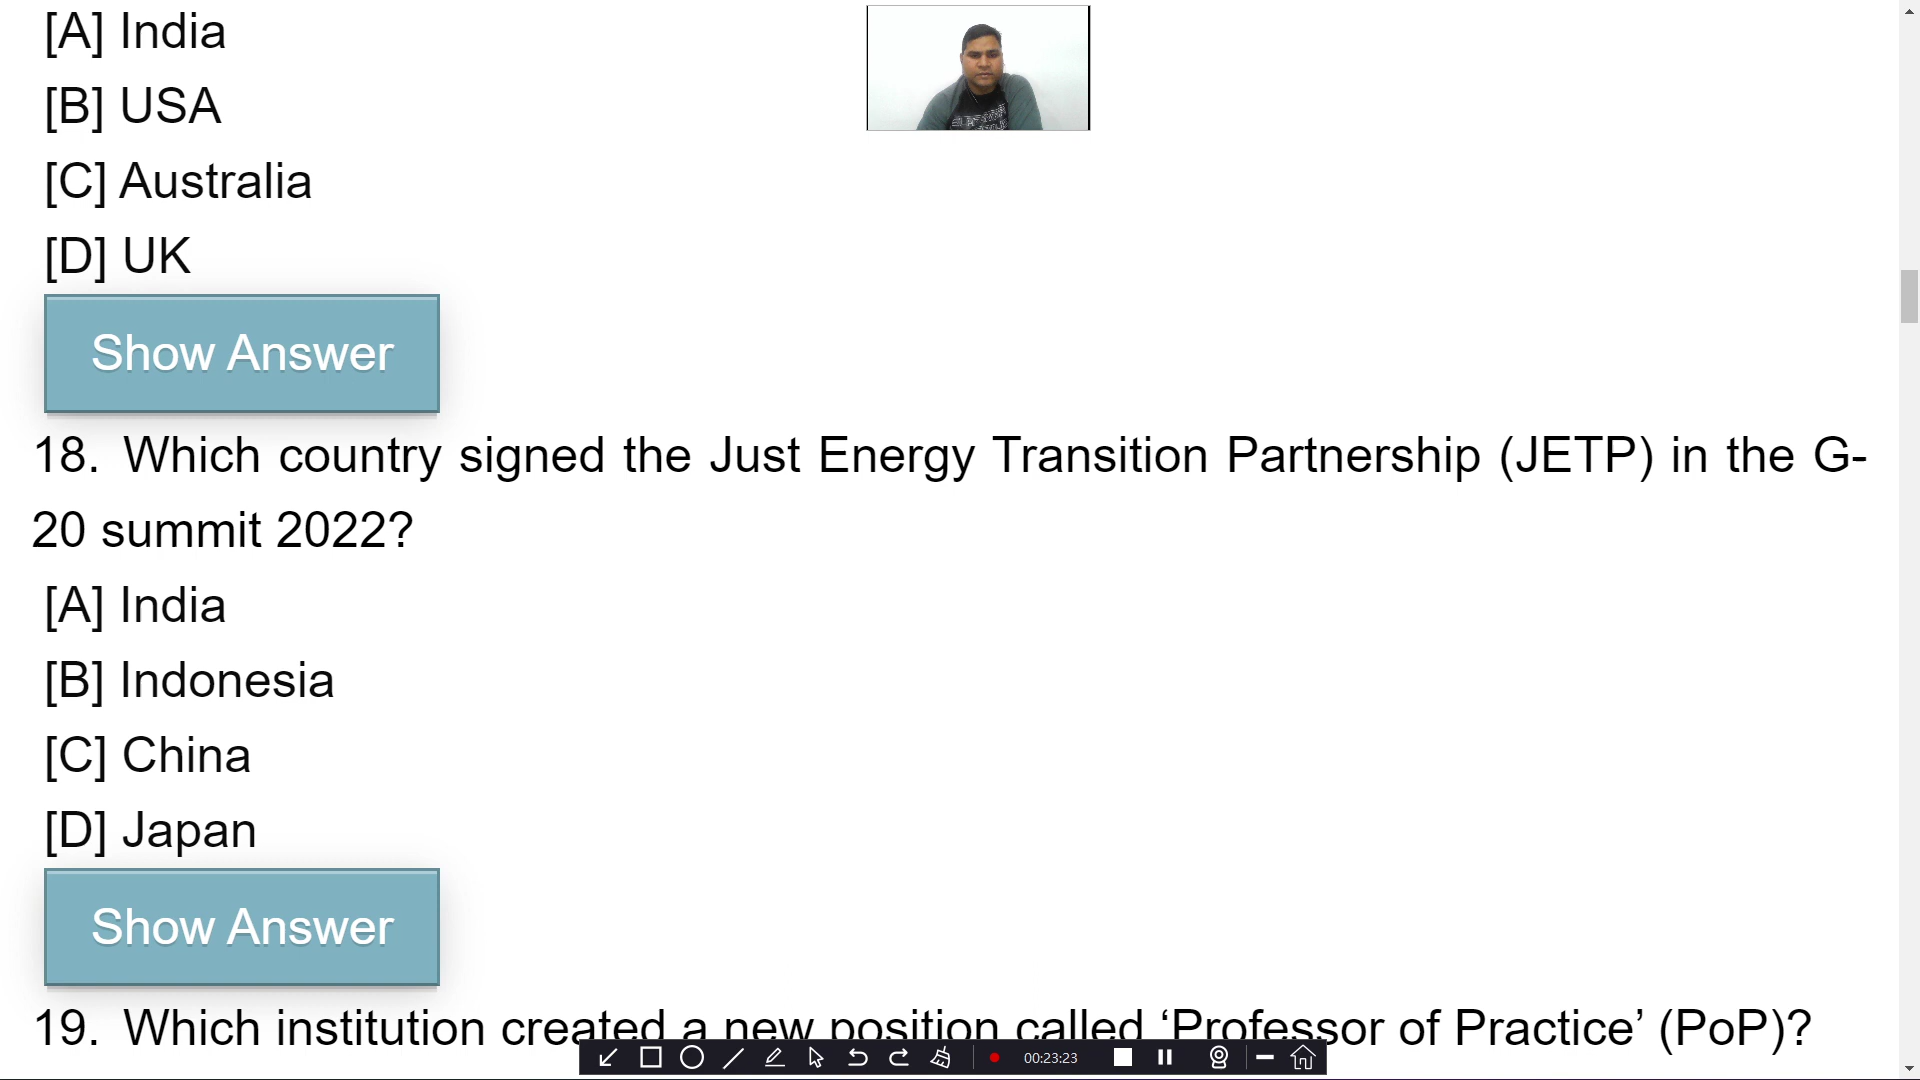 [A] India
[B] USA
[C] Australia
[D] UK
Show Answer
18. Which country signed the Just Energy Transition Partnership (JETP) in the G-
20 summit 2022?
[A] India
[B] Indonesia
[C] China
[D] Japan
Show Answer
19. Which institution created a new position called ‘Professor of Practice’ (PoP)?
00:23:23